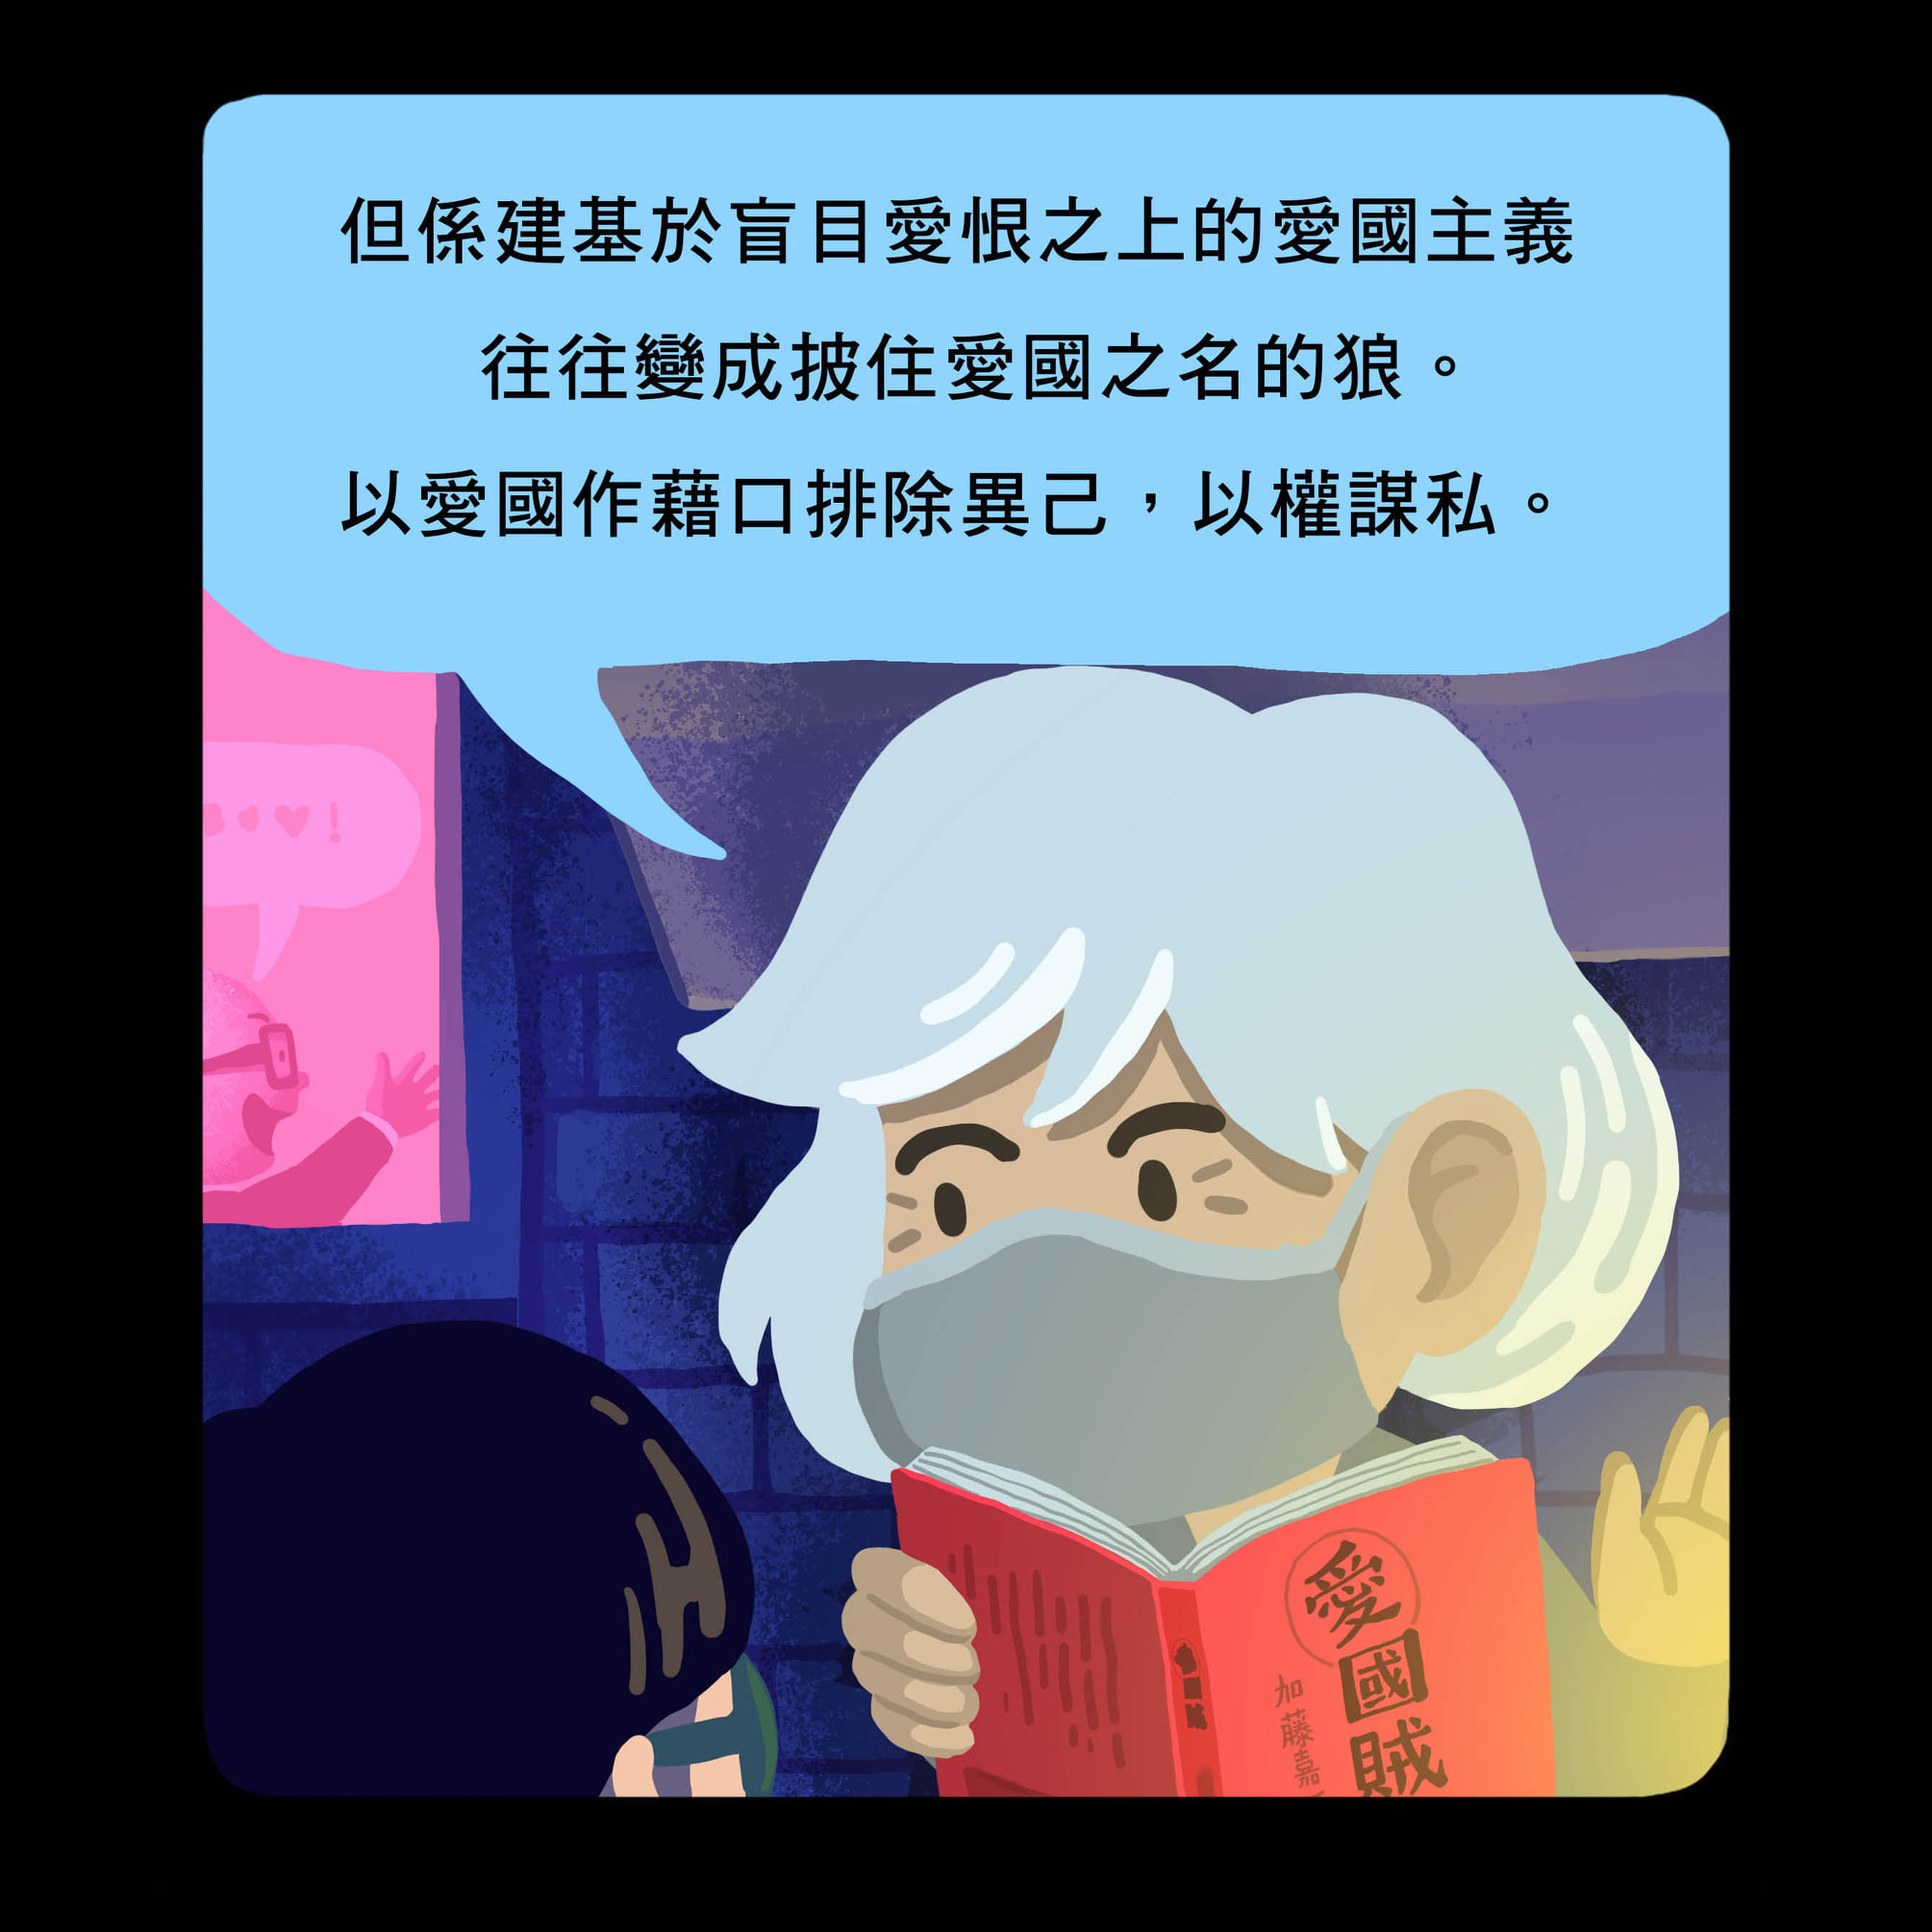 但係建基於盲目愛恨之上的愛國主義
往往變成披住愛國之名的狼。
以愛國作藉口排除異己，以權謀私。
!
愛國賊
加藤嘉